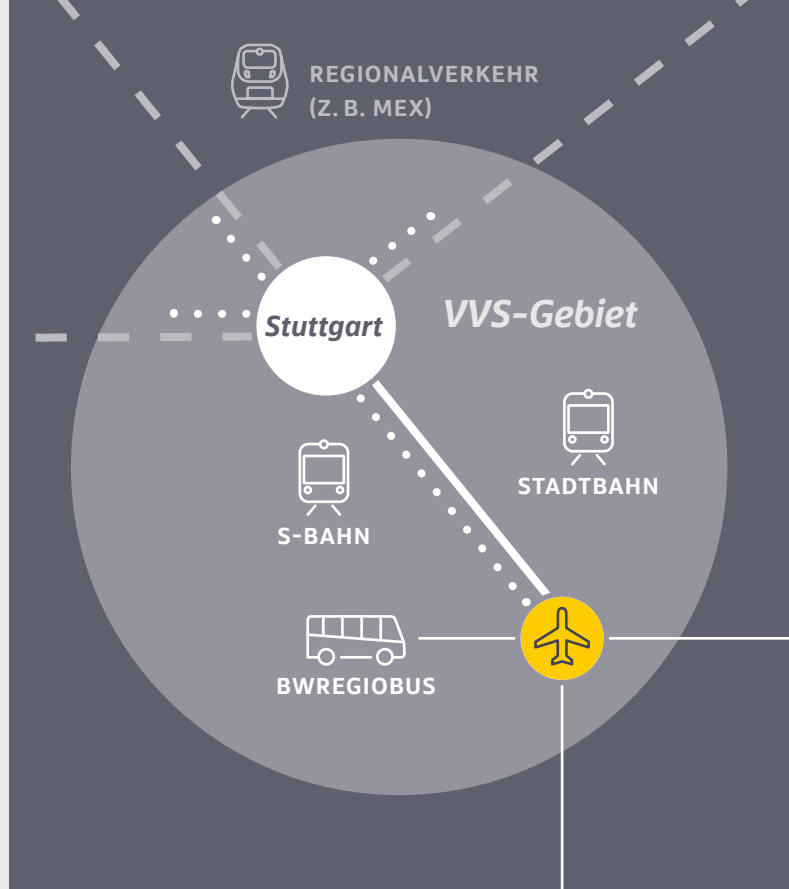 REGIONALVERKEHR
(Z. B. MEX)
Stuttgart
VVS-Gebiet
STADTBAHN
S-BAHN
BWREGIOBUS